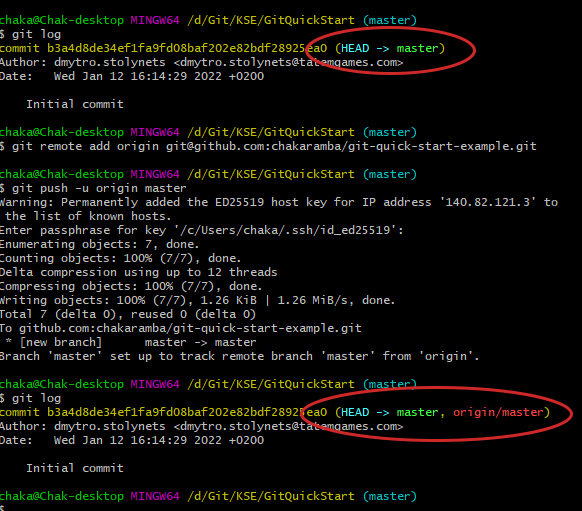 chaka@Chak-desktop MINGW64 /d/Git/KSE/GitQuickStart (master)
$ git log
commit b3a4d8de34ef1fa9fd08baf202e82bdf28925ea0 (HEAD -> master)
Author: dmytro.stolynets <dmytro.stolynets@tatemgames.com>
Date:   Wed Jan 12 16:14:29 2022 +0200
    Initial commit
chaka@Chak-desktop MINGW64 /d/Git/KSE/GitQuickStart (master)
$ git remote add origin git@github.com:chakaramba/git-quick-start-example.git
chaka@Chak-desktop MINGW64 /d/Git/KSE/GitQuickStart (master)
$ git push -u origin master
Warning: Permanently added the ED25519 host key for IP address '140.82.121.3' to
 the list of known hosts.
Enter passphrase for key '/c/Users/chaka/.ssh/id_ed25519':
Enumerating objects: 7, done.
Counting objects: 100% (7/7), done.
Delta compression using up to 12 threads
Compressing objects: 100% (7/7), done.
Writing objects: 100% (7/7), 1.26 KiB | 1.26 MiB/s, done.
Total 7 (delta 0), reused 0 (delta 0)
To github.com:chakaramba/git-quick-start-example.git
 * [new branch]      master -> master
Branch 'master' set up to track remote branch 'master' from 'origin'.
chaka@Chak-desktop MINGW64 /d/Git/KSE/GitQuickStart (master)
$ git log
commit b3a4d8de34ef1fa9fd08baf202e82bdf28925ea0 (HEAD -> master, origin/master)
Author: dmytro.stolynets <dmytro.stolynets@tatemgames.com>
Date:   Wed Jan 12 16:14:29 2022 +0200
    Initial commit
chaka@Chak-desktop MINGW64 /d/Git/KSE/GitQuickStart (master)
$